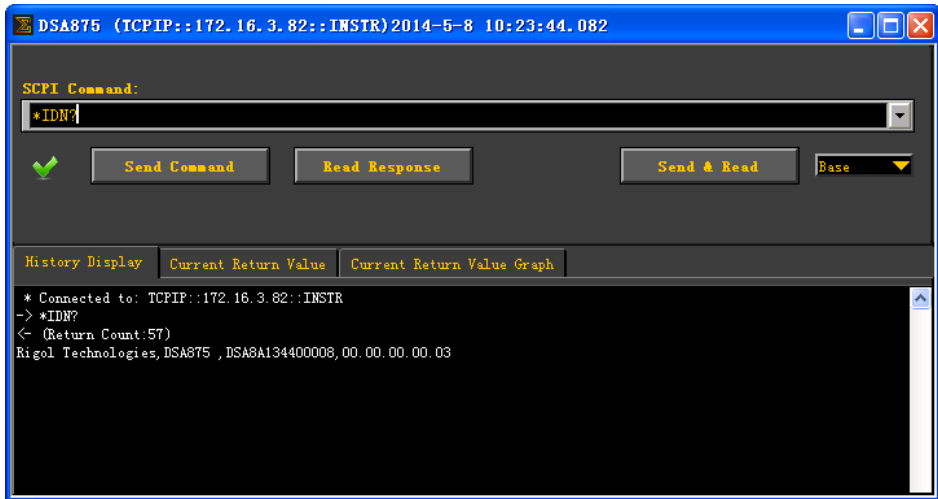 DSA875 (TCPIP::172.16.3.82::INSTR)2014-5-8 10:23:44.082
SCPI Command:
*IDN?
Send Command Read Response Send & Read Base
History Display Current Return Value Current Return Value Graph
* Connected to: TCPIP::172.16.3.82::INSTR
-> *IDN?
<- (Return Count:57)
Rigol Technologies,DSA875 ,DSA8A134400008,00.00.00.00.03